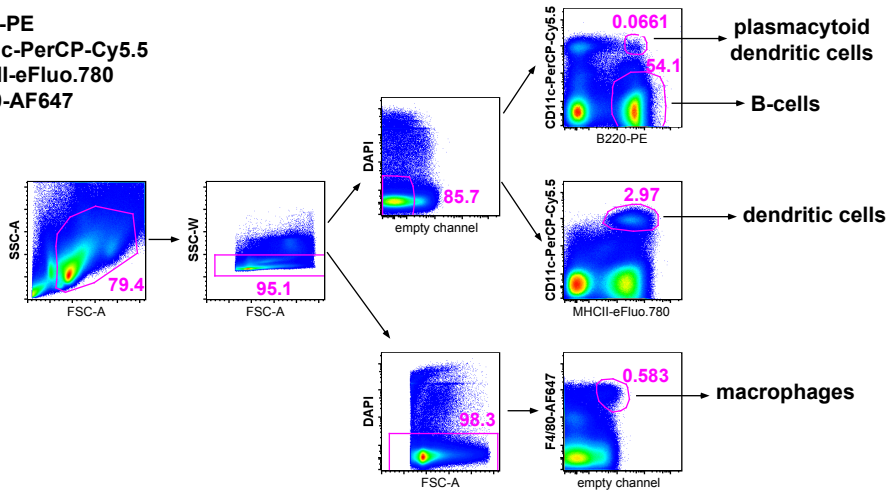 -PE
c-PerCP-Cy5.5
II-eFluo.780
0-AF647
SSC-A
79.4
FSC-A
SSC-W
95.1
FSC-A
DAPI
85.7
empty channel
DAPI
98.3
FSC-A
CD11c-PerCP-Cy5.5
0.0661
54.1
B220-PE
plasmacytoid
dendritic cells
B-cells
CD11c-PerCP-Cy5.5
2.97
MHCII-eFluo.780
dendritic cells
F4/80-AF647
0.583
empty channel
macrophages